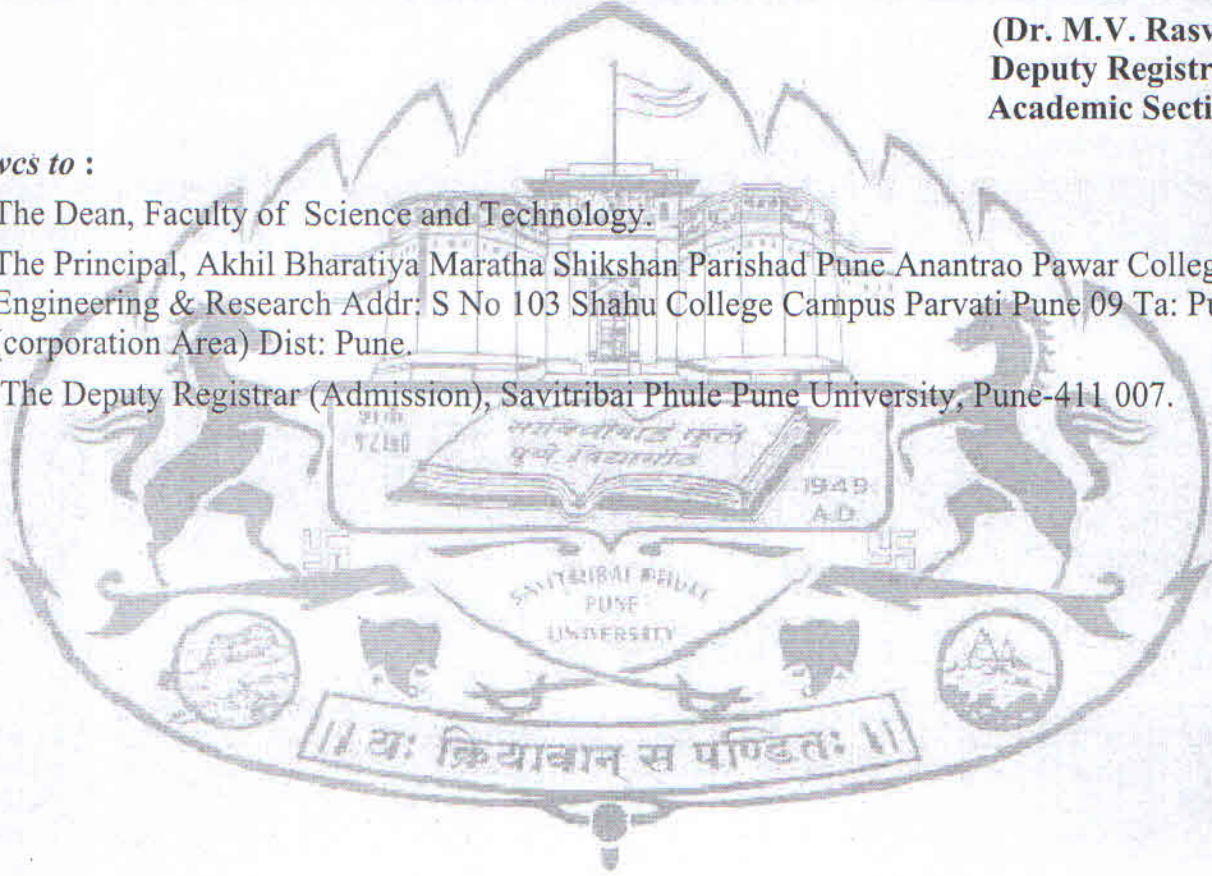 (Dr. M.V. Rasv
Deputy Registr
Academic Secti
wcs to :
The Dean, Faculty of Science and Technology.
The Principal, Akhil Bharatiya Maratha Shikshan Parishad Pune Anantrao Pawar Colleg
Engineering & Research Addr: S No 103 Shahu College Campus Parvati Pune 09 Ta: Pu
(corporation Area) Dist: Pune.
The Deputy Registrar (Admission), Savitribai Phule Pune University, Pune-411 007.
शके
सावित्रीबाई फुले
पुणे विद्यापीठ
1949
A.D.
SAVITRIBAI PHULE
PUNE
UNIVERSITY
|| यः क्रियावान स पण्डितः ||